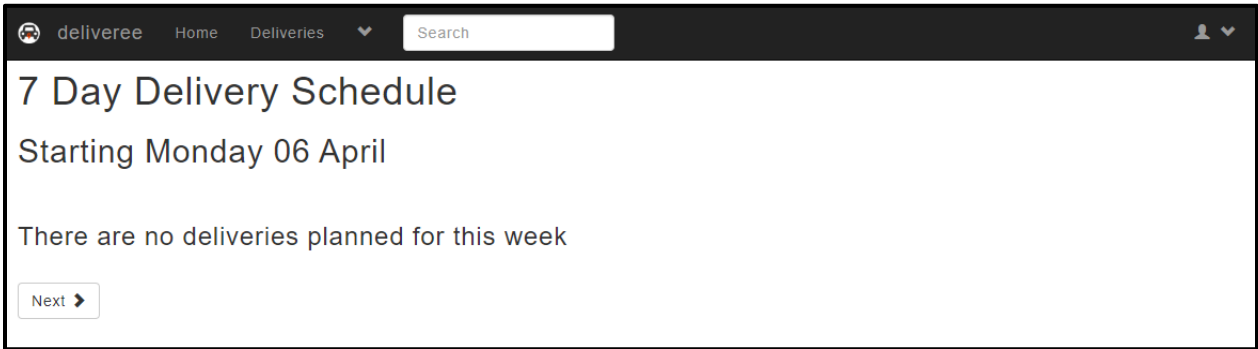 deliveree Home Deliveries Search
7 Day Delivery Schedule
Starting Monday 06 April
There are no deliveries planned for this week
Next